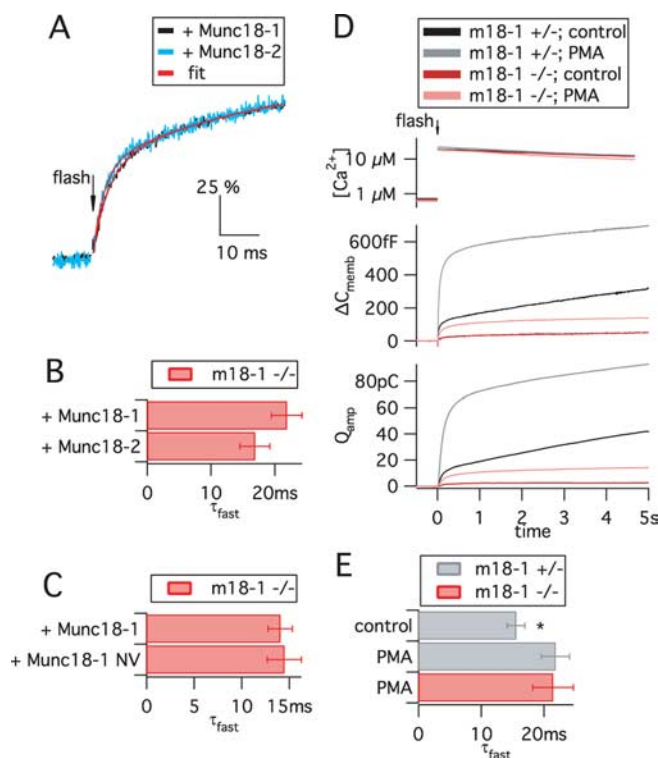 A
+ Munc18-1
+ Munc18-2
fit
flash
25 %
10 ms
B
m18-1 -/-
+ Munc18-1
+ Munc18-2
0 10 20ms
τfast
C
m18-1 -/-
+ Munc18-1
+ Munc18-1 NV
0 5 10 15ms
τfast
D
m18-1 +/-; control
m18-1 +/-; PMA
m18-1 -/-; control
m18-1 -/-; PMA
flash
[Ca2+]
10 µM
1 µM
ΔCmemb
600fF
400
200
0
Qamp
80pC
60
40
20
0
0 1 2 3 4 5s
time
E
m18-1 +/-
m18-1 -/-
control
*
PMA
PMA
0 10 20ms
τfast